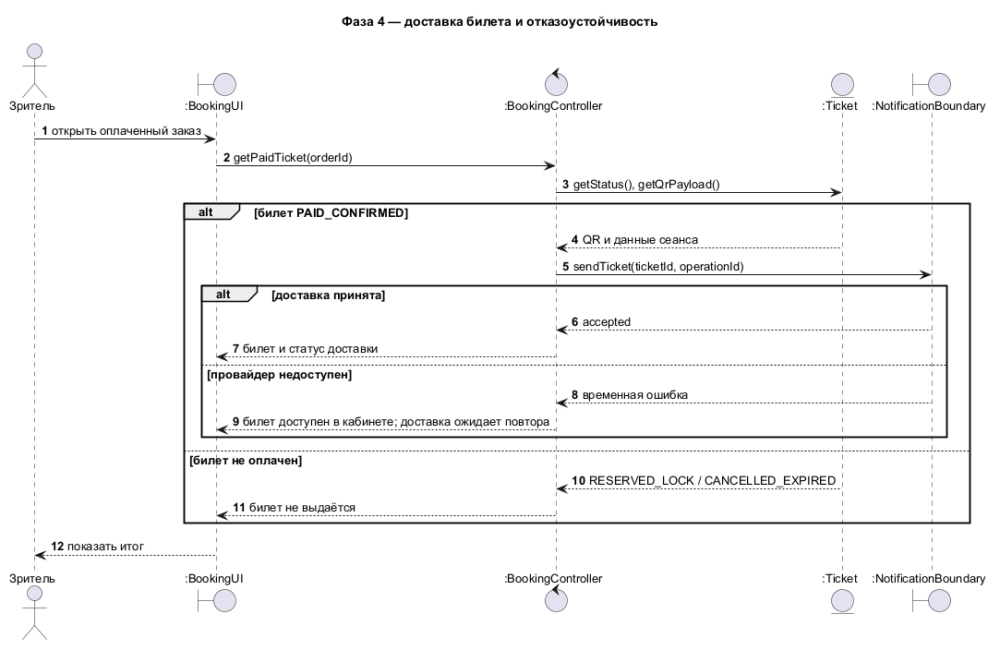 Фаза 4 — доставка билета и отказоустойчивость
Зритель
:BookingUI
:BookingController
:Ticket
:NotificationBoundary
1 открыть оплаченный заказ
2 getPaidTicket(orderId)
3 getStatus(), getQrPayload()
alt [билет PAID_CONFIRMED]
4 QR и данные сеанса
5 sendTicket(ticketId, operationId)
alt [доставка принята]
6 accepted
7 билет и статус доставки
[провайдер недоступен]
8 временная ошибка
9 билет доступен в кабинете; доставка ожидает повтора
[билет не оплачен]
10 RESERVED_LOCK / CANCELLED_EXPIRED
11 билет не выдаётся
12 показать итог
Зритель
:BookingUI
:BookingController
:Ticket
:NotificationBoundary